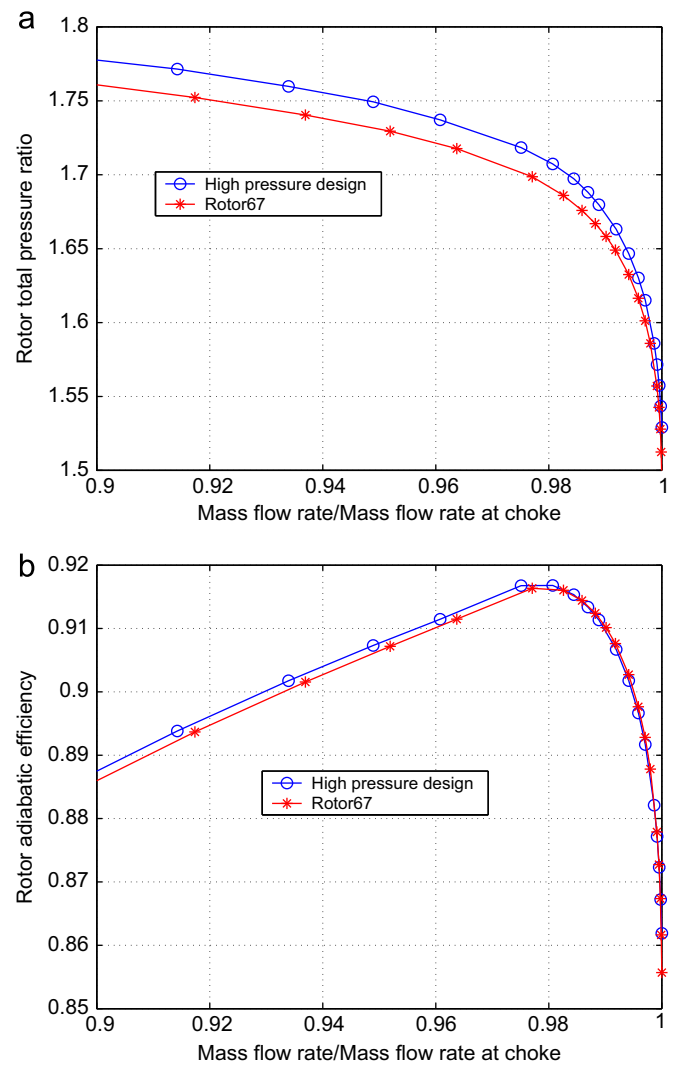 a
1.8
1.75
1.7
1.65
1.6
1.55
1.5
Rotor total pressure ratio
High pressure design
Rotor67
0.9
0.92
0.94
0.96
0.98
1
Mass flow rate/Mass flow rate at choke
b
0.92
0.91
0.9
0.89
0.88
0.87
0.86
0.85
Rotor adiabatic efficiency
High pressure design
Rotor67
0.9
0.92
0.94
0.96
0.98
1
Mass flow rate/Mass flow rate at choke